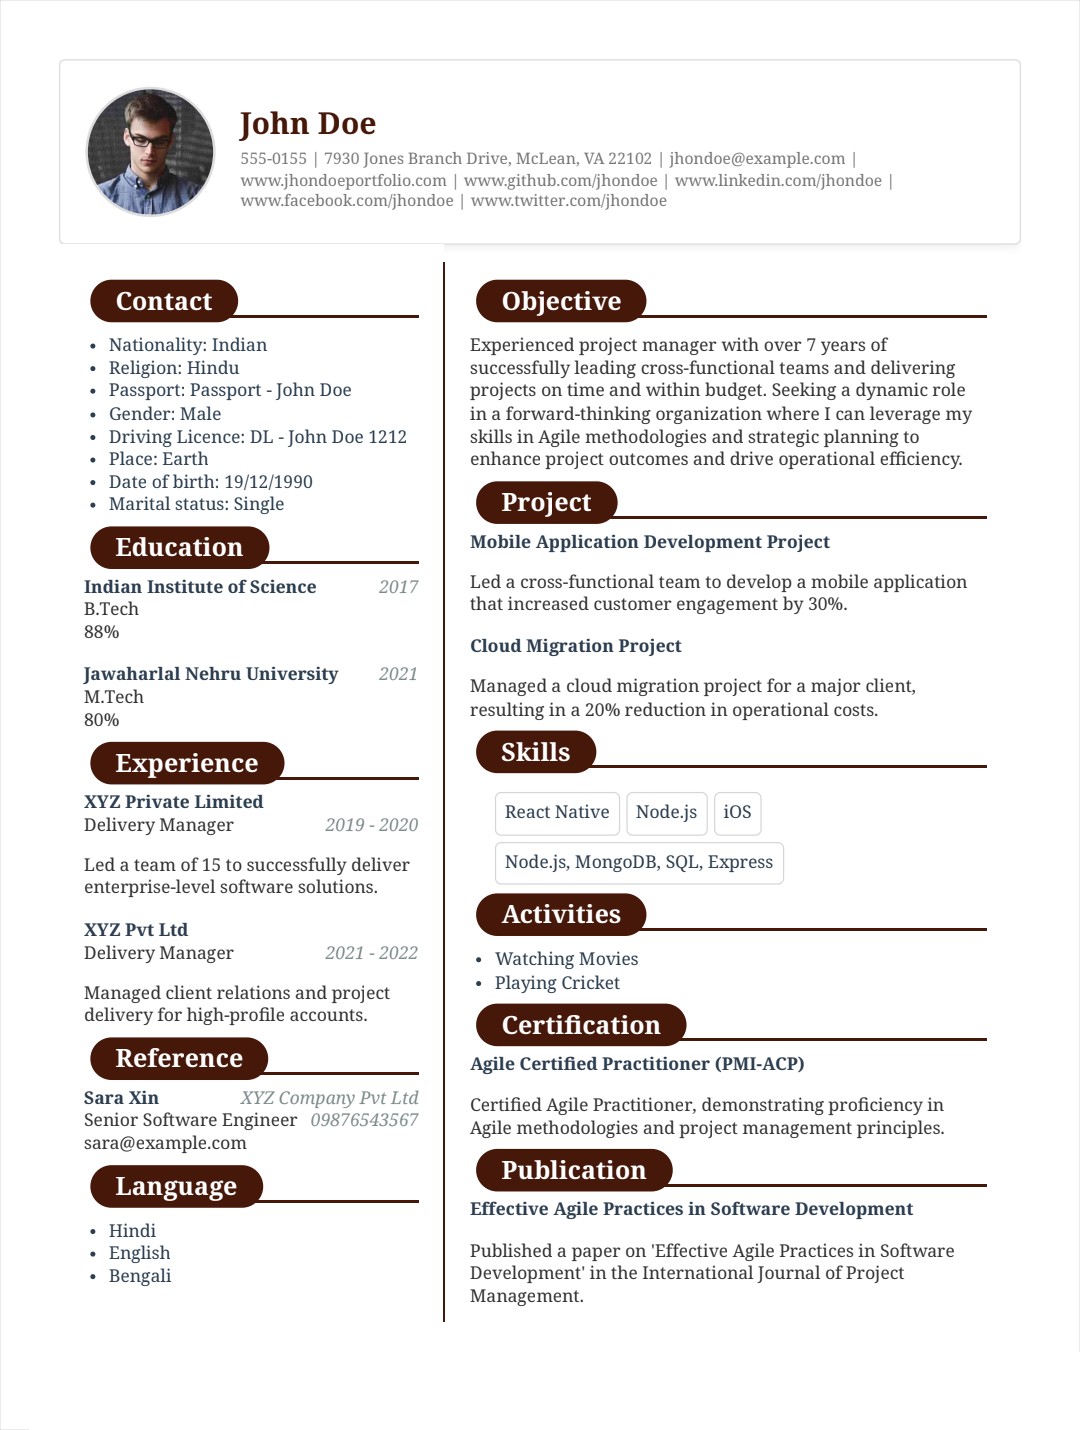 John Doe
555-0155 | 7930 Jones Branch Drive, McLean, VA 22102 | jhondoe@example.com |
www.jhondoeportfolio.com | www.github.com/jhondoe | www.linkedin.com/jhondoe |
www.facebook.com/jhondoe | www.twitter.com/jhondoe
Contact
• Nationality: Indian
• Religion: Hindu
• Passport: Passport - John Doe
• Gender: Male
• Driving Licence: DL - John Doe 1212
• Place: Earth
• Date of birth: 19/12/1990
• Marital status: Single
Education
Indian Institute of Science 2017
B.Tech
88%
Jawaharlal Nehru University 2021
M.Tech
80%
Experience
XYZ Private Limited
Delivery Manager 2019 - 2020
Led a team of 15 to successfully deliver
enterprise-level software solutions.
XYZ Pvt Ltd
Delivery Manager 2021 - 2022
Managed client relations and project
delivery for high-profile accounts.
Reference
Sara Xin XYZ Company Pvt Ltd
Senior Software Engineer 09876543567
sara@example.com
Language
• Hindi
• English
• Bengali
Objective
Experienced project manager with over 7 years of
successfully leading cross-functional teams and delivering
projects on time and within budget. Seeking a dynamic role
in a forward-thinking organization where I can leverage my
skills in Agile methodologies and strategic planning to
enhance project outcomes and drive operational efficiency.
Project
Mobile Application Development Project
Led a cross-functional team to develop a mobile application
that increased customer engagement by 30%.
Cloud Migration Project
Managed a cloud migration project for a major client,
resulting in a 20% reduction in operational costs.
Skills
React Native Node.js iOS
Node.js, MongoDB, SQL, Express
Activities
• Watching Movies
• Playing Cricket
Certification
Agile Certified Practitioner (PMI-ACP)
Certified Agile Practitioner, demonstrating proficiency in
Agile methodologies and project management principles.
Publication
Effective Agile Practices in Software Development
Published a paper on 'Effective Agile Practices in Software
Development' in the International Journal of Project
Management.